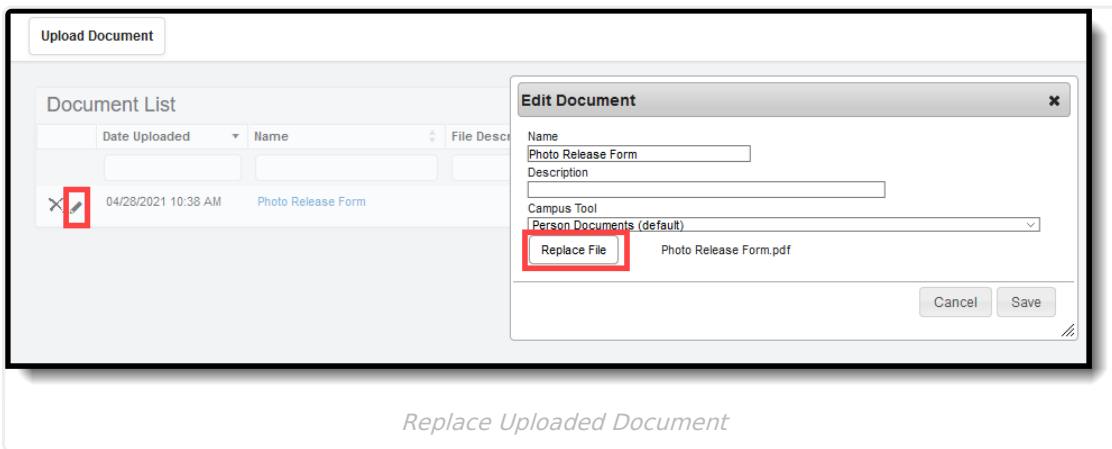 Upload Document
Document List
Date Uploaded Name File Descr
04/28/2021 10:38 AM Photo Release Form
Edit Document
Name
Photo Release Form
Description
Campus Tool
Person Documents (default)
Replace File Photo Release Form.pdf
Cancel Save
Replace Uploaded Document